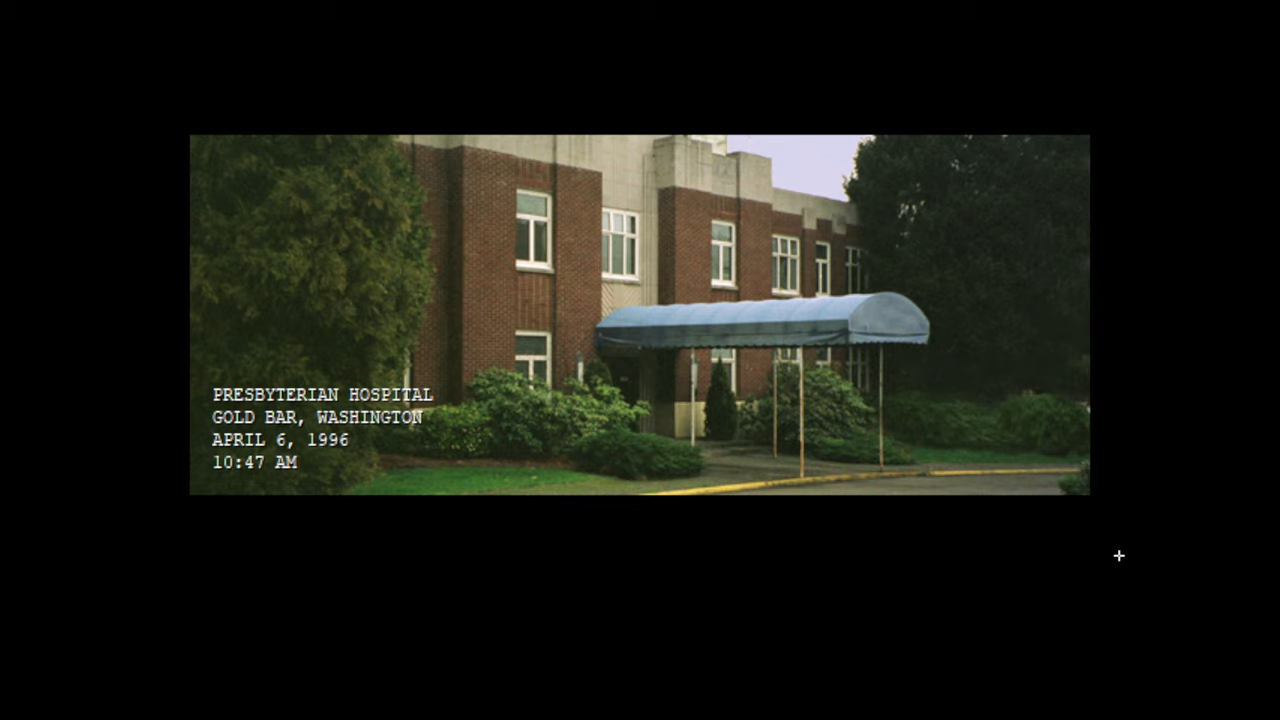 PRESBYTERIAN HOSPITAL
GOLD BAR, WASHINGTON
APRIL 6, 1996
10:47 AM